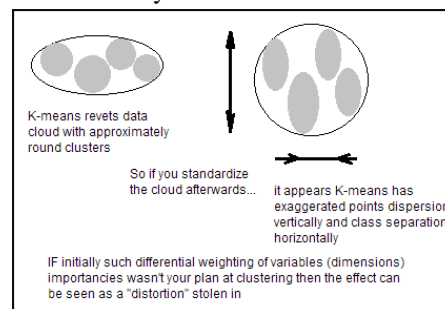 K-means revets data
cloud with approximately
round clusters
So if you standardize
the cloud afterwards...
it appears K-means has
exaggerated points dispersion
vertically and class separation
horizontally
IF initially such differential weighting of variables (dimensions)
importancies wasn't your plan at clustering then the effect can
be seen as a "distortion" stolen in